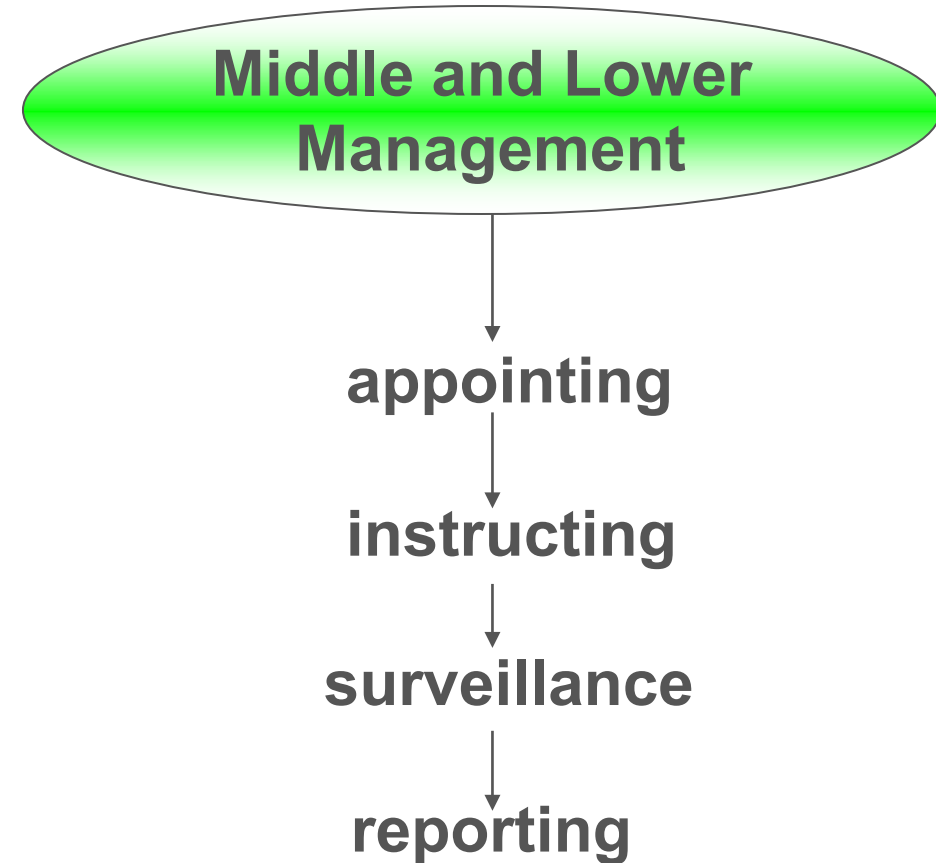 Middle and Lower
Management
appointing
instructing
surveillance
reporting